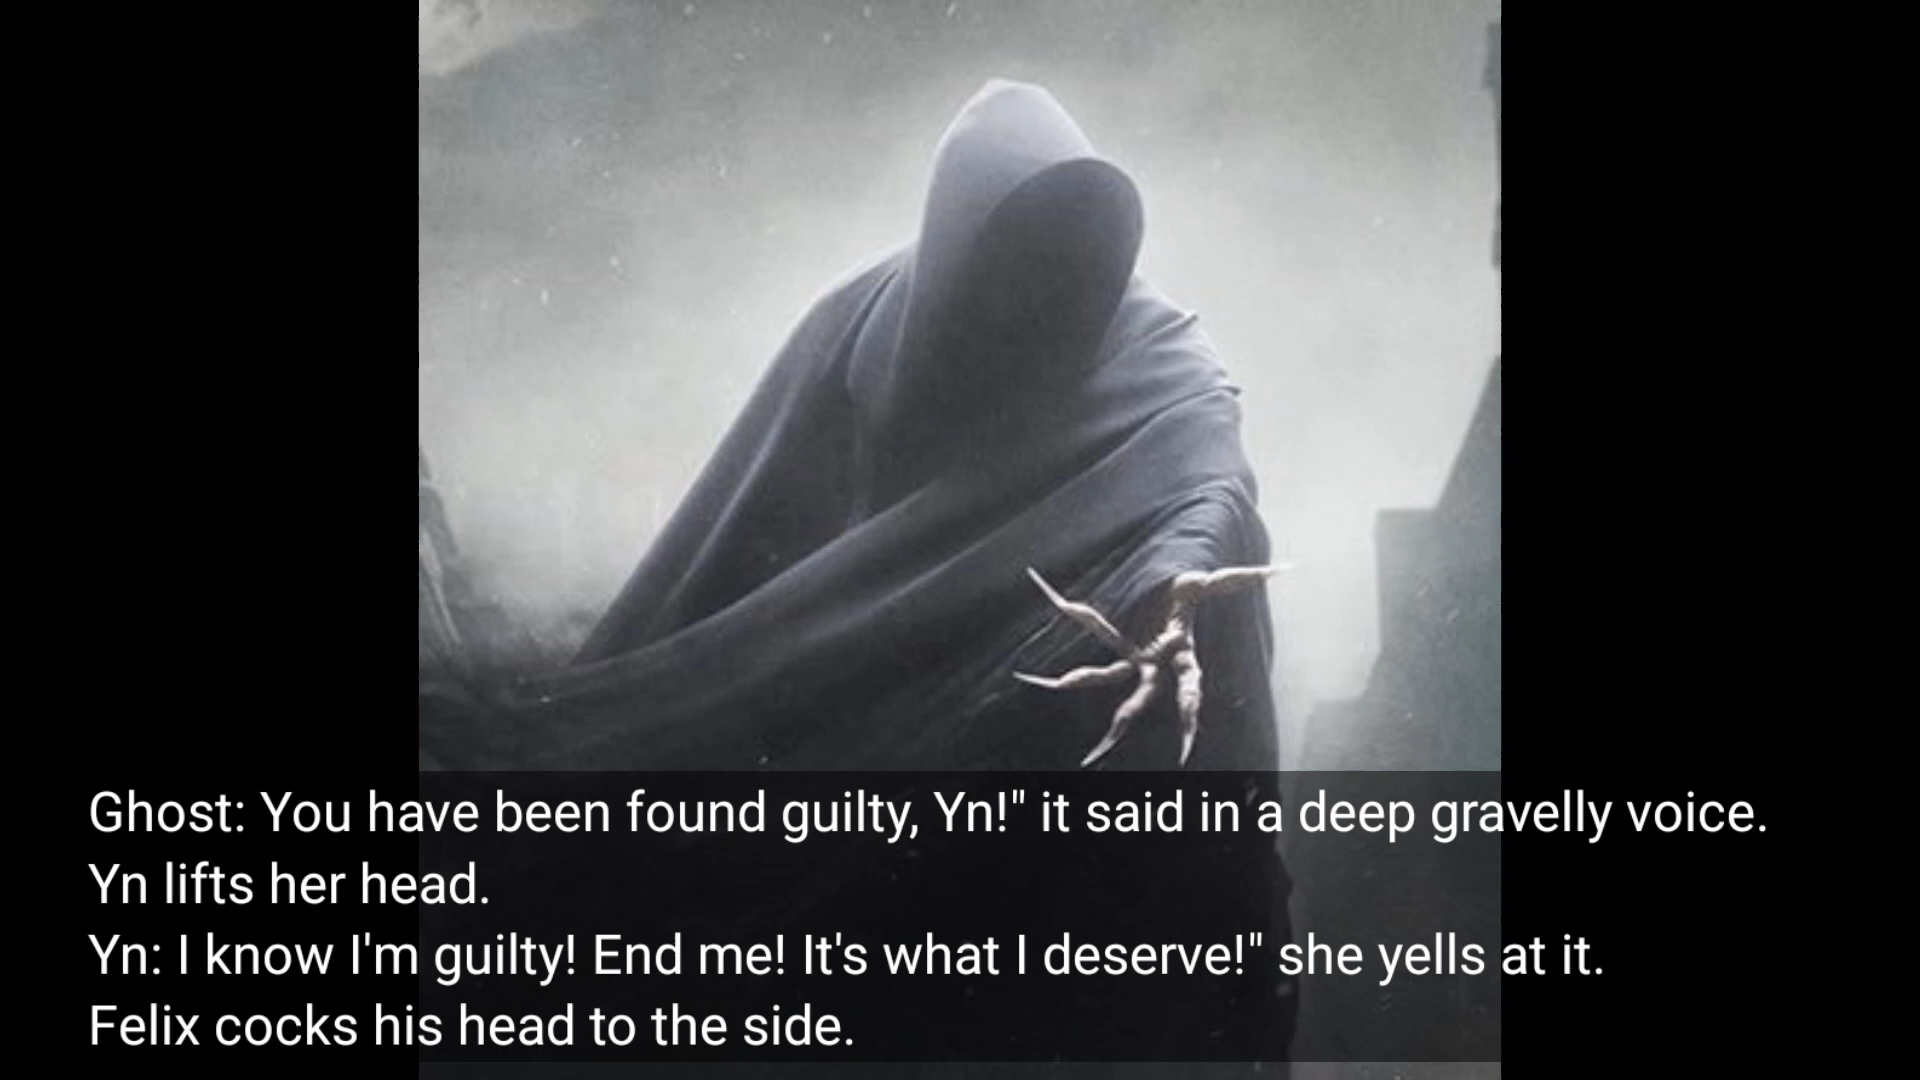 Ghost: You have been found guilty, Yn!" it said in a deep gravelly voice.
Yn lifts her head.
Yn: I know I'm guilty! End me! It's what I deserve!" she yells at it.
Felix cocks his head to the side.